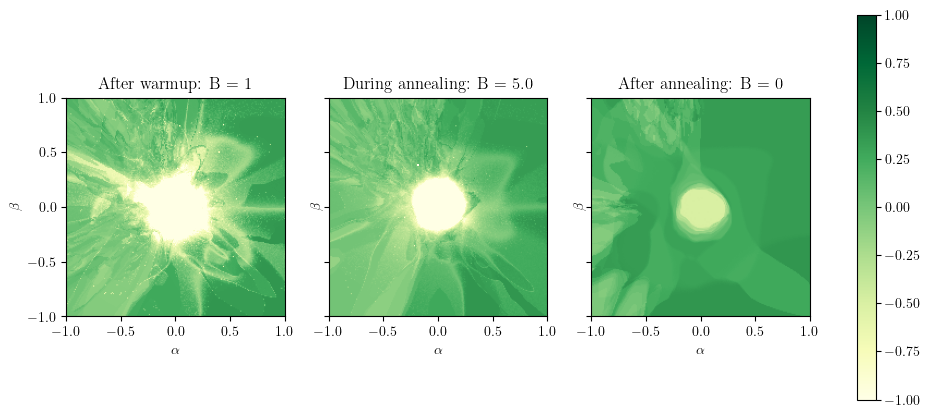 After warmup: B = 1
During annealing: B = 5.0
After annealing: B = 0
1.0
0.5
0.0
−0.5
−1.0
β
β
β
−1.0 −0.5 0.0 0.5 1.0
−1.0 −0.5 0.0 0.5 1.0
−1.0 −0.5 0.0 0.5 1.0
α
α
α
1.00
0.75
0.50
0.25
0.00
−0.25
−0.50
−0.75
−1.00